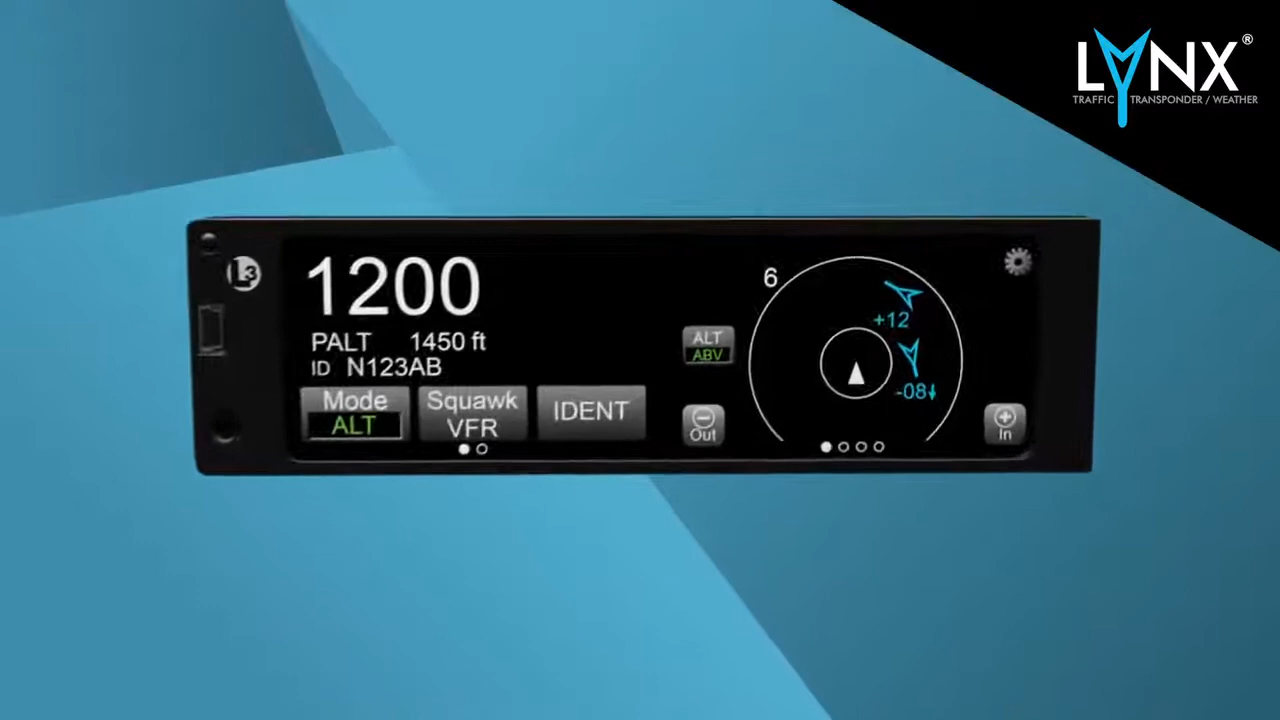 LYNX®
TRAFFIC TRANSPONDER / WEATHER
L3
1200
PALT 1450 ft
ID N123AB
Mode
ALT
Squawk
VFR
IDENT
ALT
ABV
Out
6
+12
-08
In